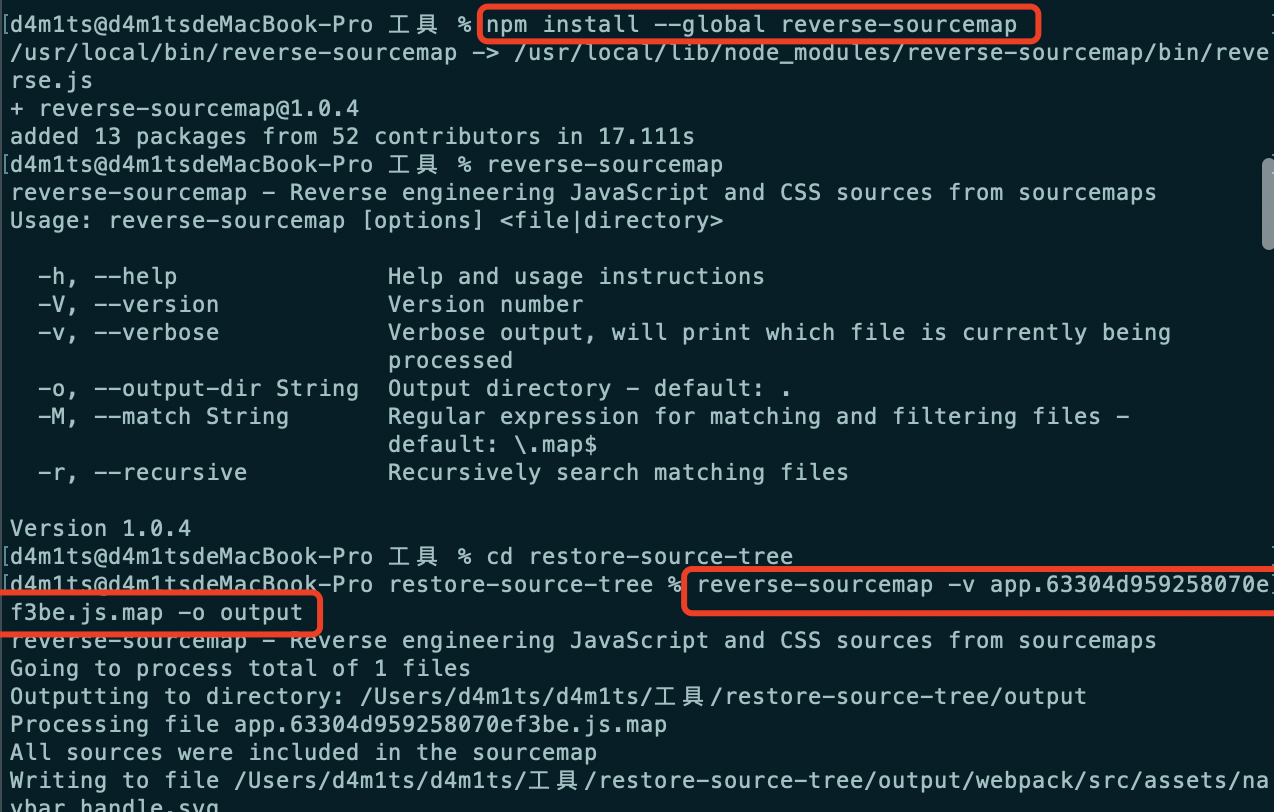 [d4m1ts@d4m1tsdeMacBook-Pro 工具 % npm install --global reverse-sourcemap
/usr/local/bin/reverse-sourcemap -> /usr/local/lib/node_modules/reverse-sourcemap/bin/reve
rse.js
+ reverse-sourcemap@1.0.4
added 13 packages from 52 contributors in 17.111s
[d4m1ts@d4m1tsdeMacBook-Pro 工具 % reverse-sourcemap
reverse-sourcemap - Reverse engineering JavaScript and CSS sources from sourcemaps
Usage: reverse-sourcemap [options] <file|directory>
-h, --help Help and usage instructions
-V, --version Version number
-v, --verbose Verbose output, will print which file is currently being
processed
-o, --output-dir String Output directory - default: .
-M, --match String Regular expression for matching and filtering files -
default: \.map$
-r, --recursive Recursively search matching files
Version 1.0.4
[d4m1ts@d4m1tsdeMacBook-Pro 工具 % cd restore-source-tree
[d4m1ts@d4m1tsdeMacBook-Pro restore-source-tree % reverse-sourcemap -v app.63304d959258070e
f3be.js.map -o output
reverse-sourcemap - Reverse engineering JavaScript and CSS sources from sourcemaps
Going to process total of 1 files
Outputting to directory: /Users/d4m1ts/d4m1ts/工具/restore-source-tree/output
Processing file app.63304d959258070ef3be.js.map
All sources were included in the sourcemap
Writing to file /Users/d4m1ts/d4m1ts/工具/restore-source-tree/output/webpack/src/assets/na
vbar_handle.svg